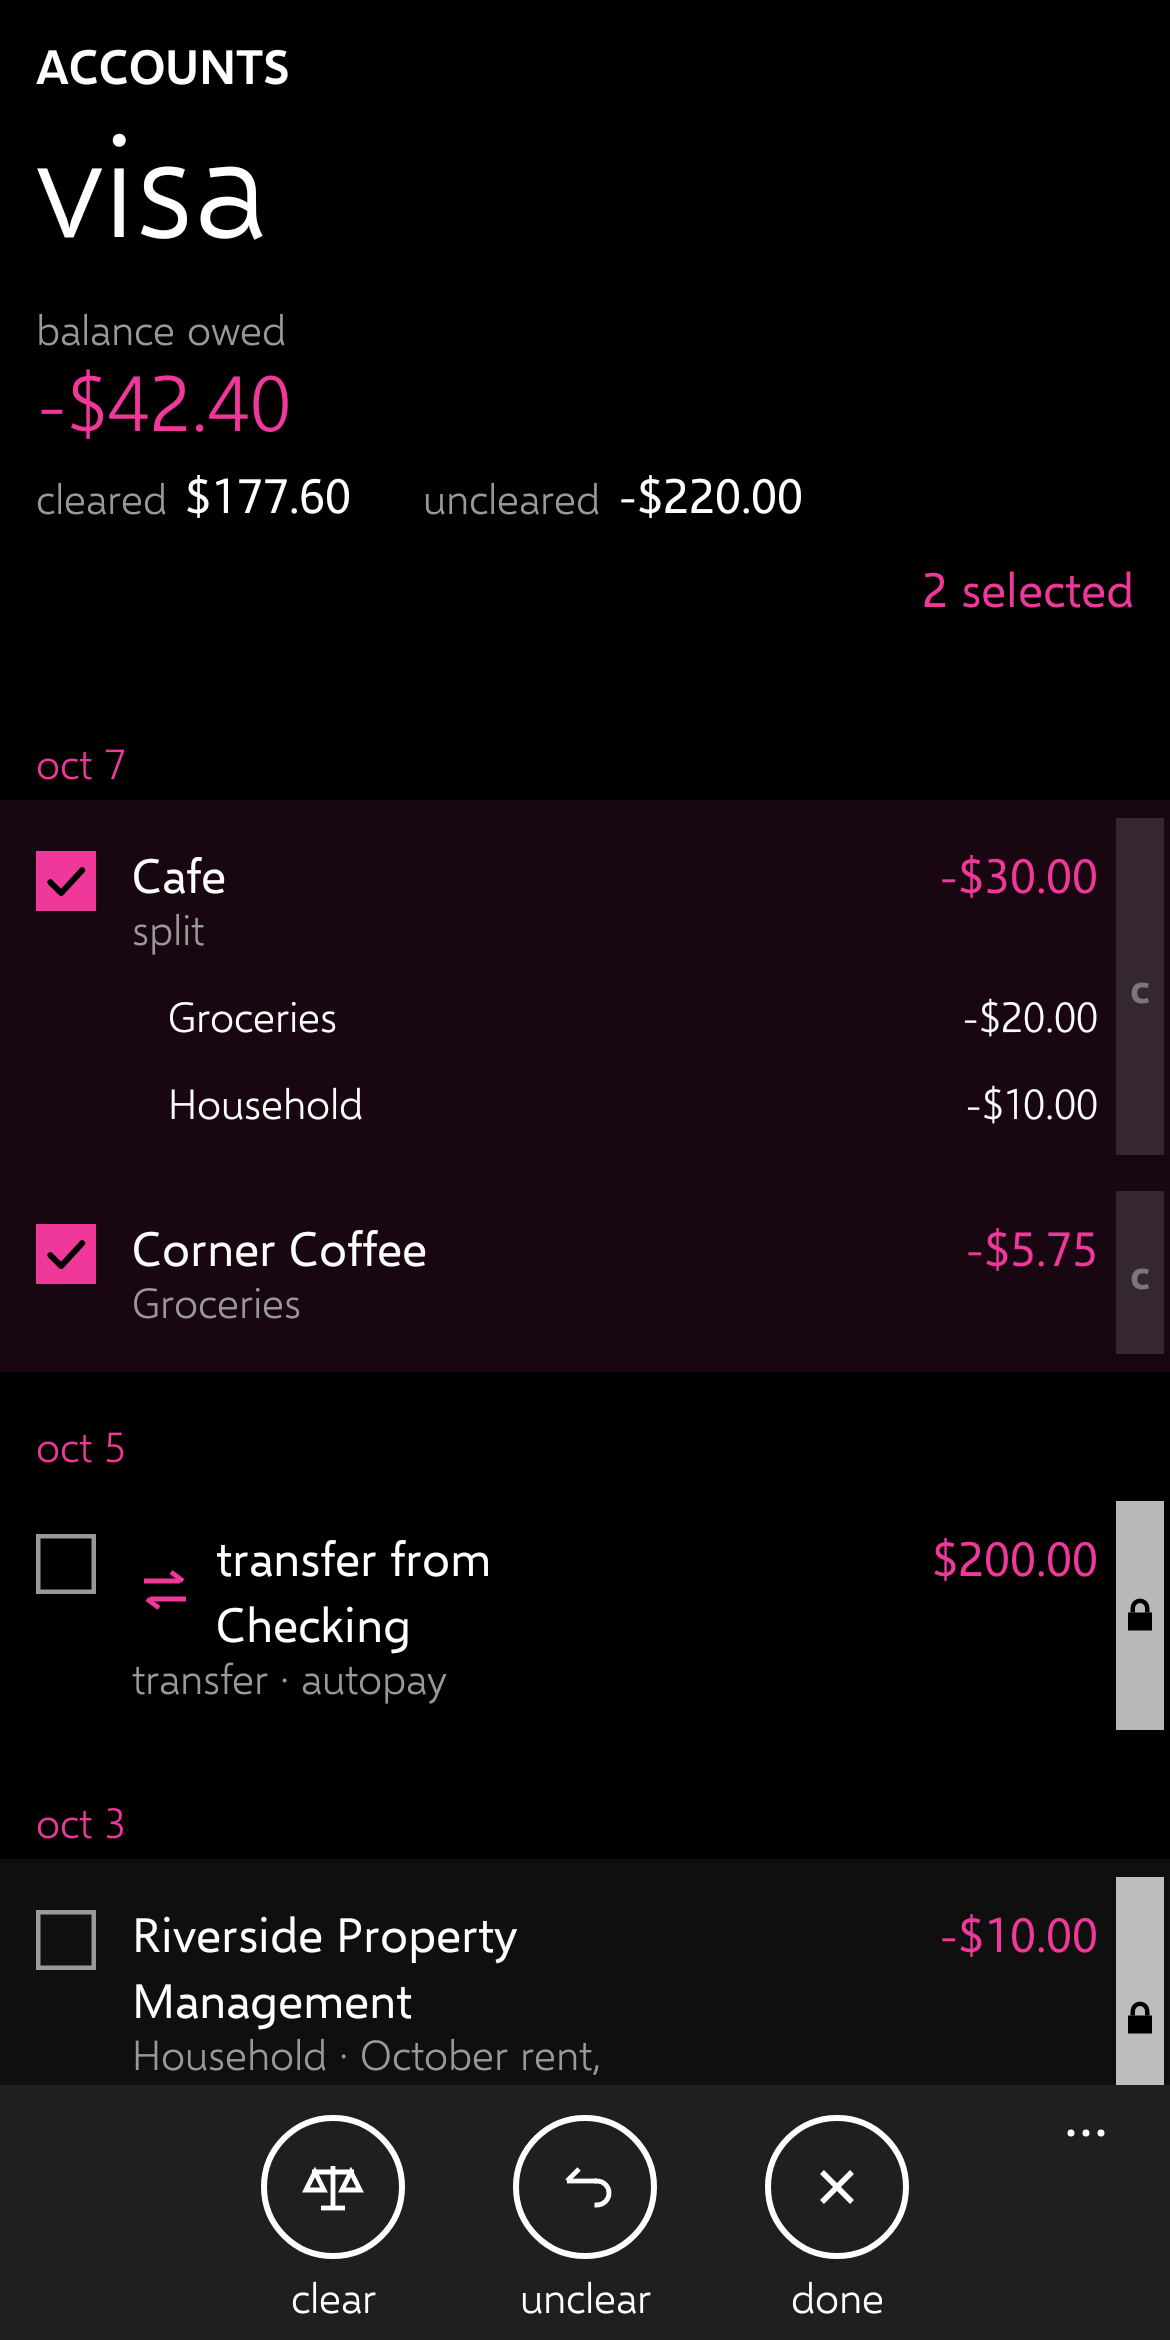 ACCOUNTS
visa
balance owed
-$42.40
cleared $177.60 uncleared -$220.00
2 selected
oct 7
Cafe -$30.00
split
c
Groceries -$20.00
Household -$10.00
Corner Coffee -$5.75
c
Groceries
oct 5
transfer from $200.00
Checking
transfer · autopay
oct 3
Riverside Property -$10.00
Management
Household · October rent,
...
clear unclear done